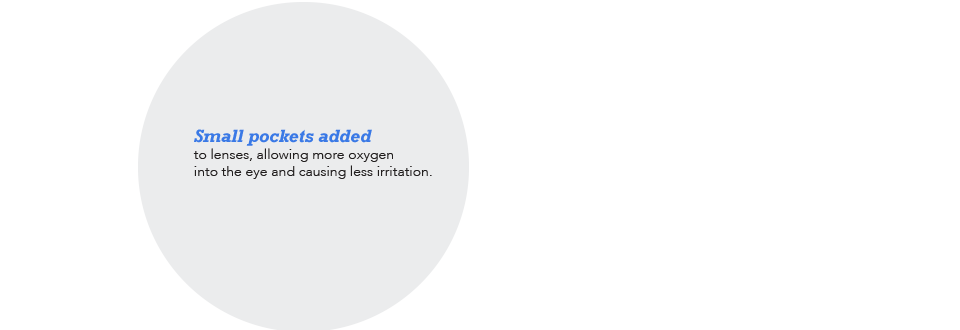 Small pockets added
to lenses, allowing more oxygen
into the eye and causing less irritation.